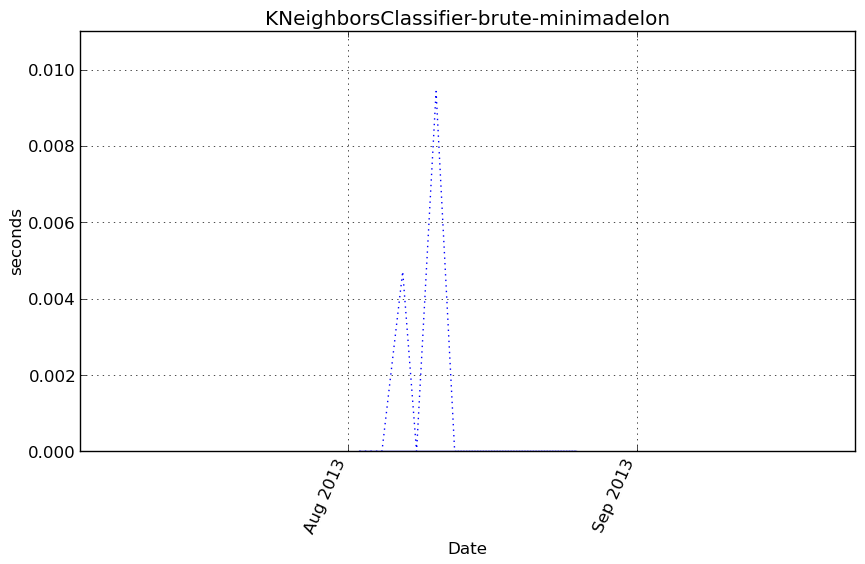 KNeighborsClassifier-brute-minimadelon
0.010
0.008
0.006
0.004
0.002
0.000
seconds
Aug 2013
Sep 2013
Date